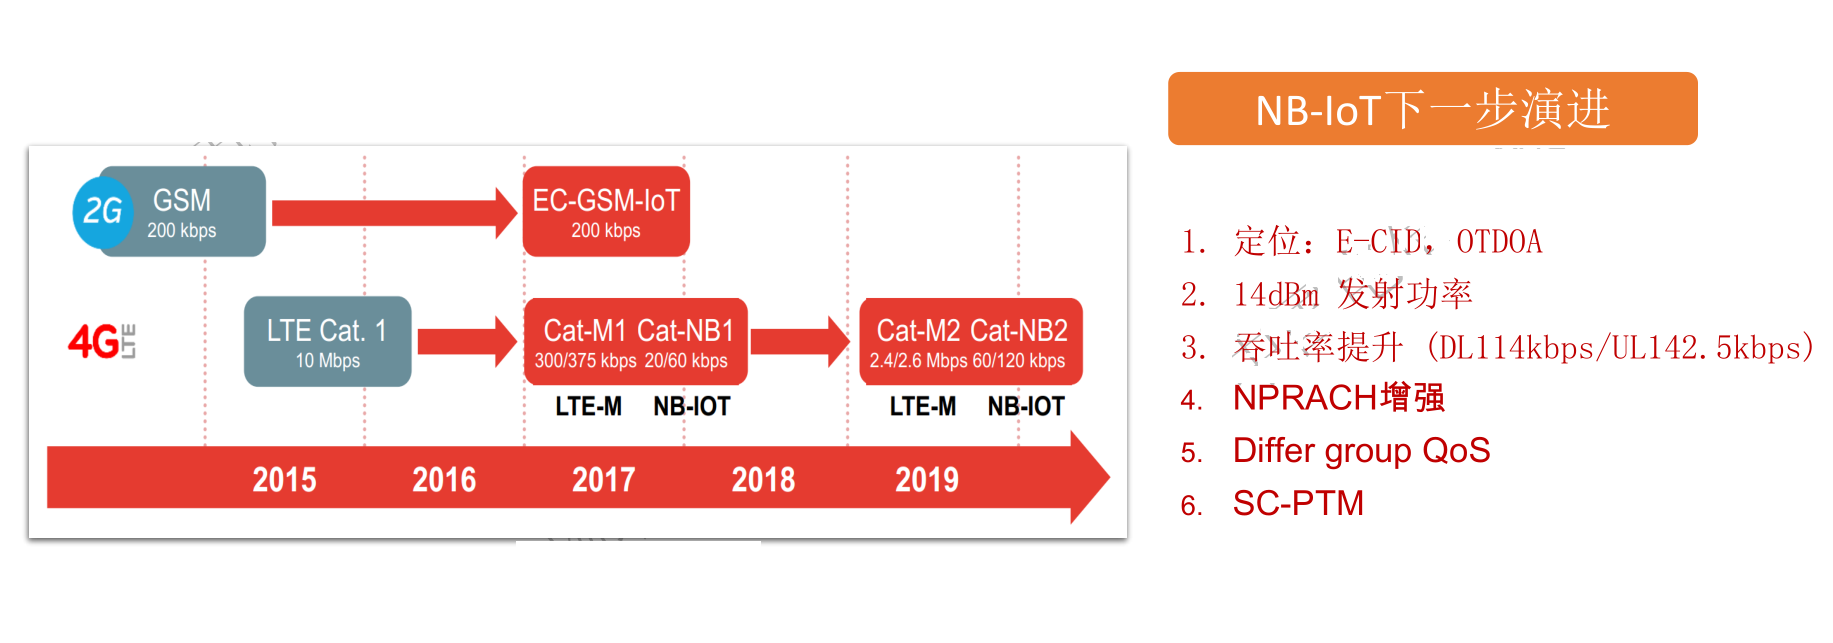 NB-IoT下一步演进
2G
GSM
200 kbps
EC-GSM-IoT
200 kbps
4G LTE
LTE Cat. 1
10 Mbps
Cat-M1 Cat-NB1
300/375 kbps 20/60 kbps
LTE-M NB-IOT
Cat-M2 Cat-NB2
2.4/2.6 Mbps 60/120 kbps
LTE-M NB-IOT
2015 2016 2017 2018 2019
1. 定位：E-CID，OTDOA
2. 14dBm 发射功率
3. 吞吐率提升 (DL114kbps/UL142.5kbps)
4. NPRACH增强
5. Differ group QoS
6. SC-PTM